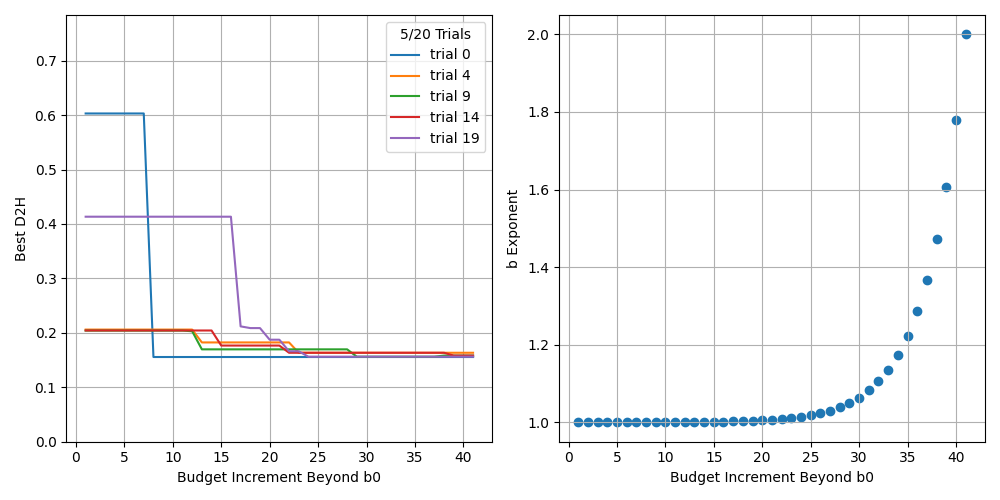 5/20 Trials
trial 0
trial 4
trial 9
trial 14
trial 19
Best D2H
0.7
0.6
0.5
0.4
0.3
0.2
0.1
0.0
0 5 10 15 20 25 30 35 40
Budget Increment Beyond b0
b Exponent
2.0
1.8
1.6
1.4
1.2
1.0
0 5 10 15 20 25 30 35 40
Budget Increment Beyond b0